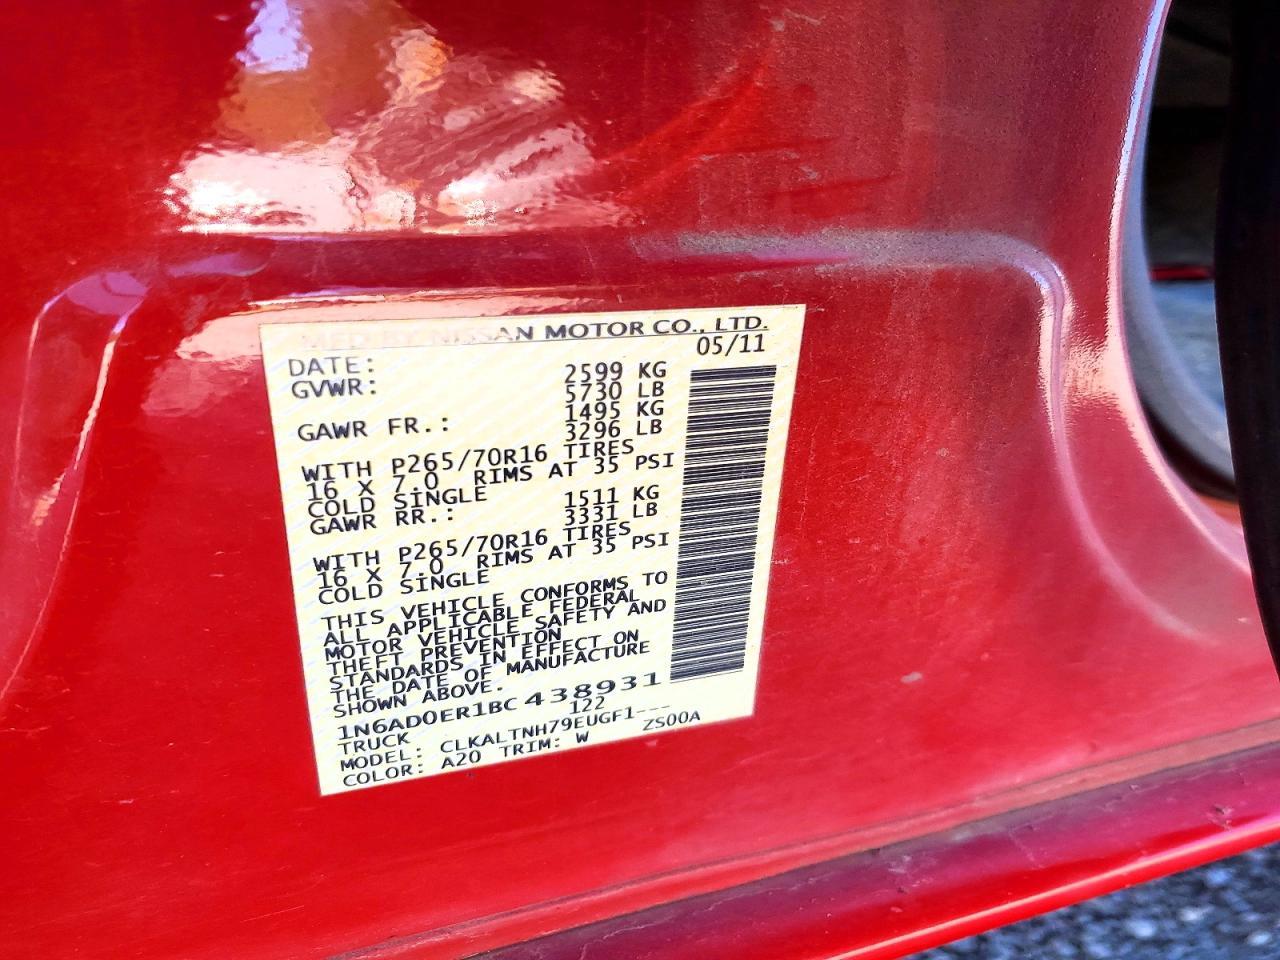 MFD BY NISSAN MOTOR CO., LTD.
DATE: 05/11
GVWR: 2599 KG
5730 LB
GAWR FR.: 1495 KG
3296 LB
WITH P265/70R16 TIRES
16 X 7.0 RIMS AT 35 PSI
COLD SINGLE
GAWR RR.: 1511 KG
3331 LB
WITH P265/70R16 TIRES
16 X 7.0 RIMS AT 35 PSI
COLD SINGLE
THIS VEHICLE CONFORMS TO
ALL APPLICABLE FEDERAL
MOTOR VEHICLE SAFETY AND
THEFT PREVENTION
STANDARDS IN EFFECT ON
THE DATE OF MANUFACTURE
SHOWN ABOVE.
1N6AD0ER1BC 438931
TRUCK 122
MODEL: CLKALTNH79EUGF1---
COLOR: A20 TRIM: W ZS00A